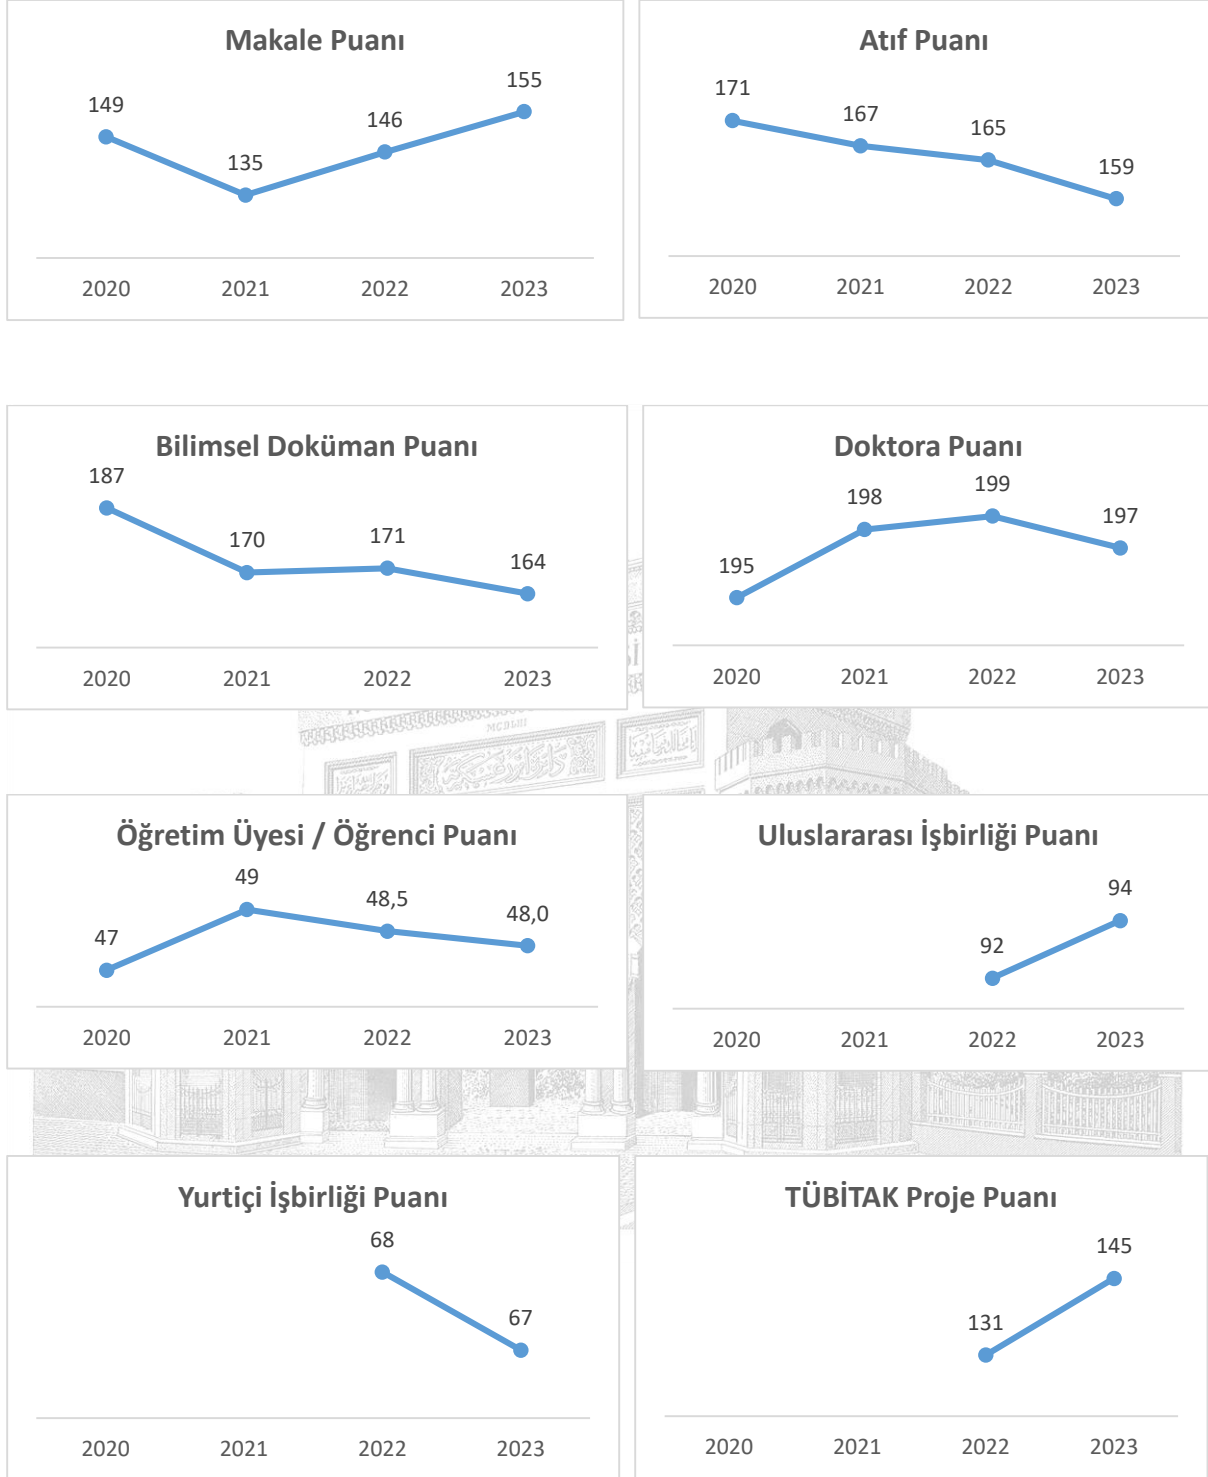 Makale Puanı
149
135
146
155
2020 2021 2022 2023
Atıf Puanı
171
167
165
159
2020 2021 2022 2023
Bilimsel Doküman Puanı
187
170
171
164
2020 2021 2022 2023
Doktora Puanı
195
198
199
197
2020 2021 2022 2023
MCDLIII
Öğretim Üyesi / Öğrenci Puanı
47
49
48,5
48,0
2020 2021 2022 2023
Uluslararası İşbirliği Puanı
92
94
2020 2021 2022 2023
Yurtiçi İşbirliği Puanı
68
67
2020 2021 2022 2023
TÜBİTAK Proje Puanı
131
145
2020 2021 2022 2023